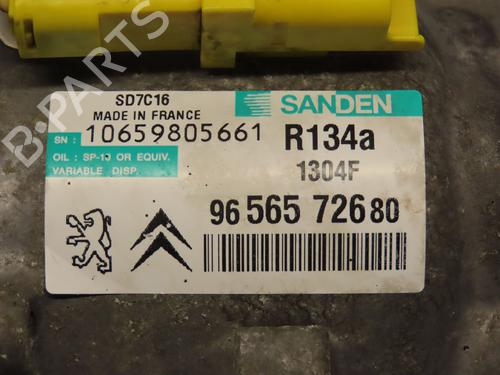 B-PARTS
SD7C16
MADE IN FRANCE
SANDEN
SN : 10659805661
R134a
OIL : SP-10 OR EQUIV.
VARIABLE DISP.
1304F
96 565 726 80